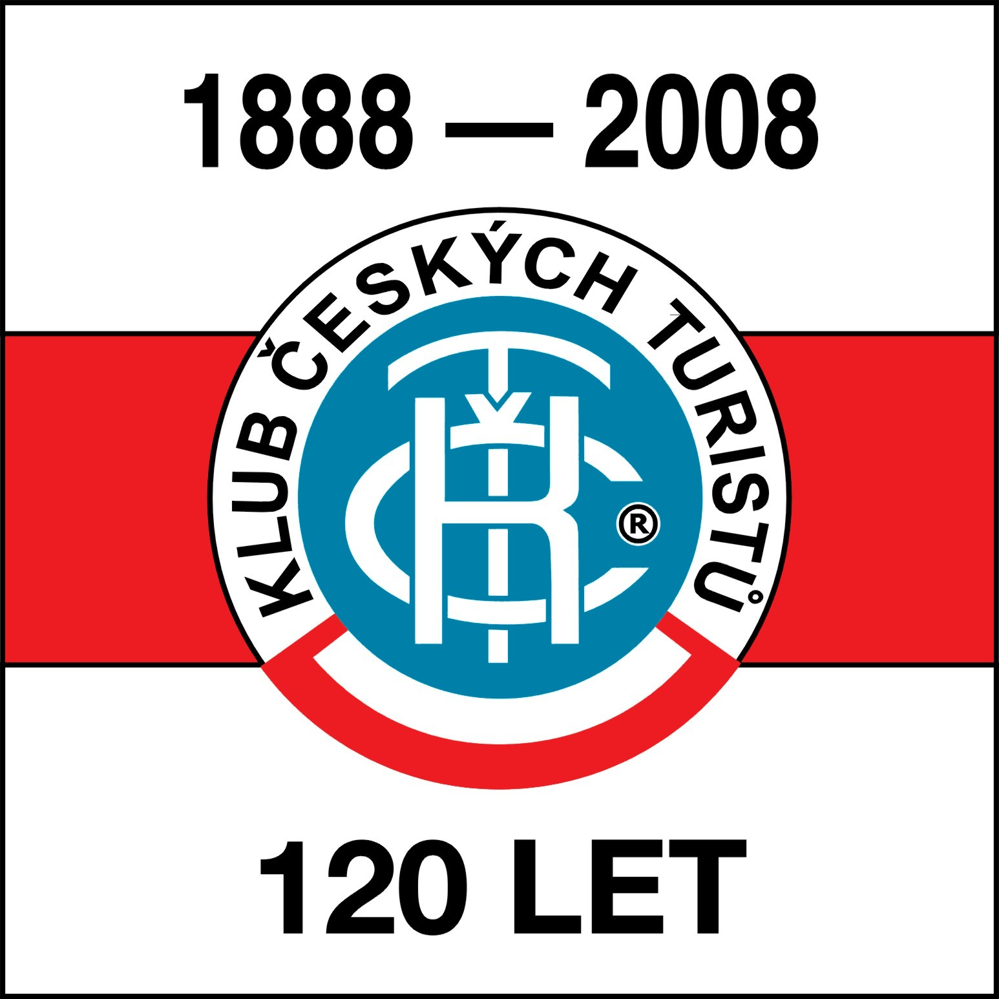 1888 — 2008
KLUB ČESKÝCH TURISTŮ
KČT
®
120 LET